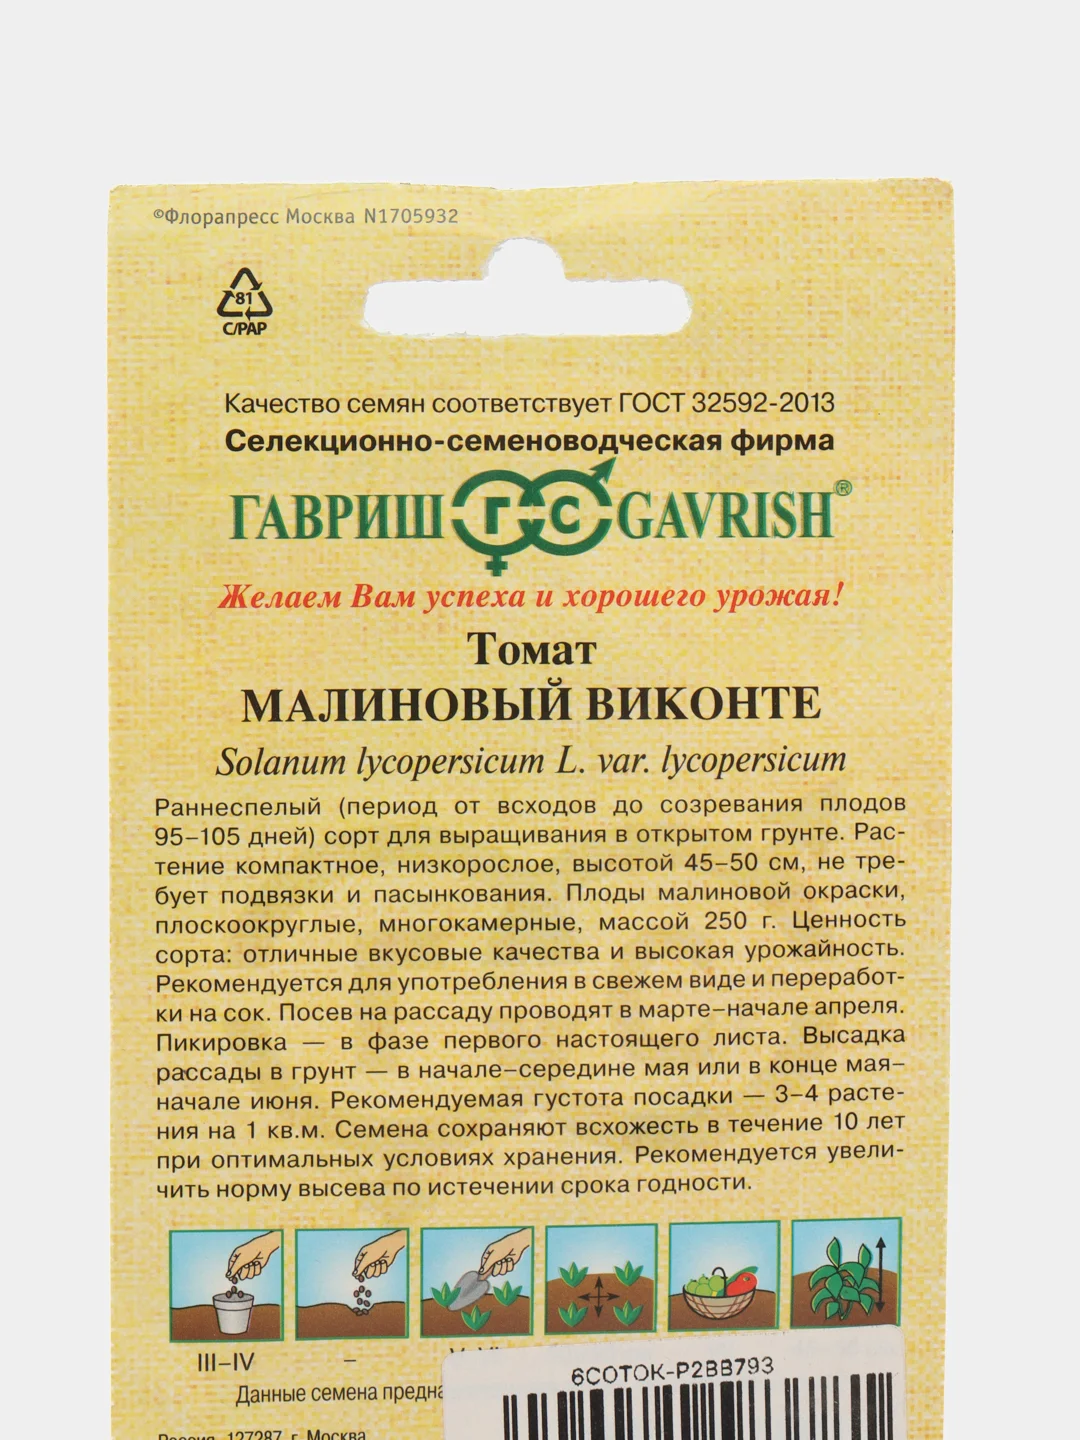 ©Флорапресс Москва N1705932
81
C/PAP
Качество семян соответствует ГОСТ 32592-2013
Селекционно-семеноводческая фирма
ГАВРИШ ГС GAVRISH®
Желаем Вам успеха и хорошего урожая!
Томат
МАЛИНОВЫЙ ВИКОНТЕ
Solanum lycopersicum L. var. lycopersicum
Раннеспелый (период от всходов до созревания плодов
95–105 дней) сорт для выращивания в открытом грунте. Рас-
тение компактное, низкорослое, высотой 45–50 см, не тре-
бует подвязки и пасынкования. Плоды малиновой окраски,
плоскоокруглые, многокамерные, массой 250 г. Ценность
сорта: отличные вкусовые качества и высокая урожайность.
Рекомендуется для употребления в свежем виде и переработ-
ки на сок. Посев на рассаду проводят в марте–начале апреля.
Пикировка — в фазе первого настоящего листа. Высадка
рассады в грунт — в начале–середине мая или в конце мая–
начале июня. Рекомендуемая густота посадки — 3–4 расте-
ния на 1 кв.м. Семена сохраняют всхожесть в течение 10 лет
при оптимальных условиях хранения. Рекомендуется увели-
чить норму высева по истечении срока годности.
III–IV –
6СОТОК-Р2ВВ793
Данные семена предна
Россия, 127287, г. Москва